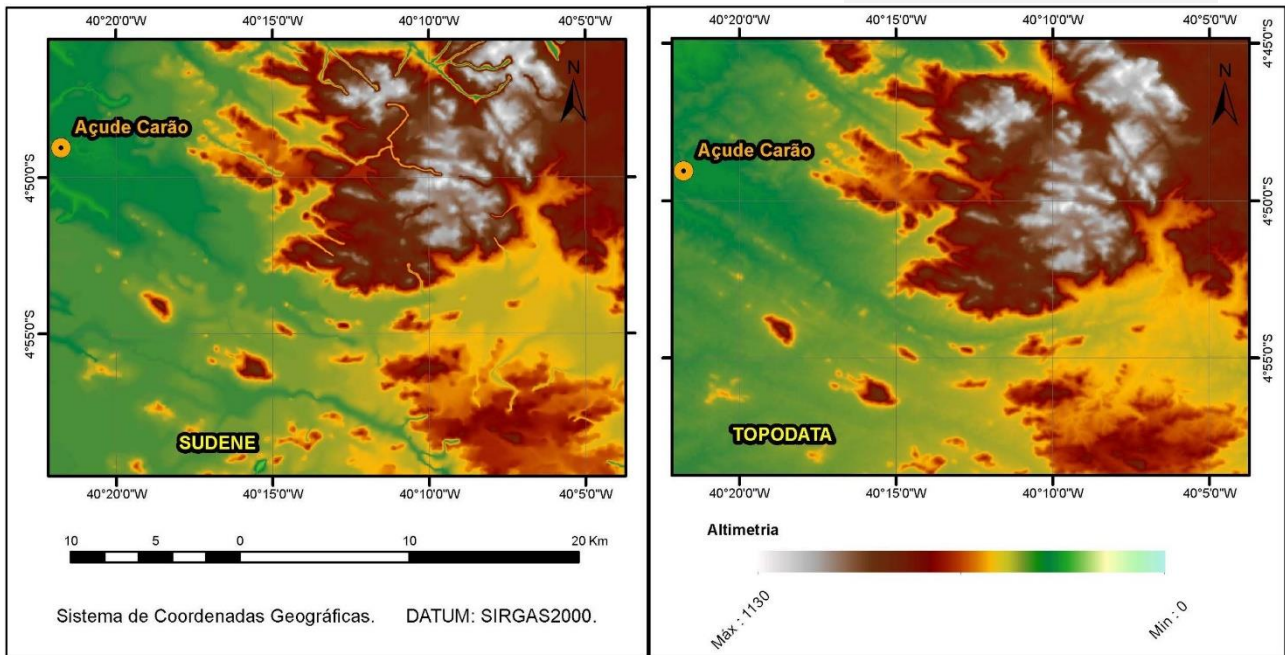 40°20'0"W 40°15'0"W 40°10'0"W 40°5'0"W
N
Açude Carão
4°50'0"S
4°55'0"S
SUDENE
40°20'0"W 40°15'0"W 40°10'0"W 40°5'0"W
10 5 0 10 20 Km
Sistema de Coordenadas Geográficas. DATUM: SIRGAS2000.
40°20'0"W 40°15'0"W 40°10'0"W 40°5'0"W
4°45'0"S
N
Açude Carão
4°50'0"S
4°55'0"S
TOPODATA
40°20'0"W 40°15'0"W 40°10'0"W 40°5'0"W
Altimetria
Máx : 1130
Min : 0